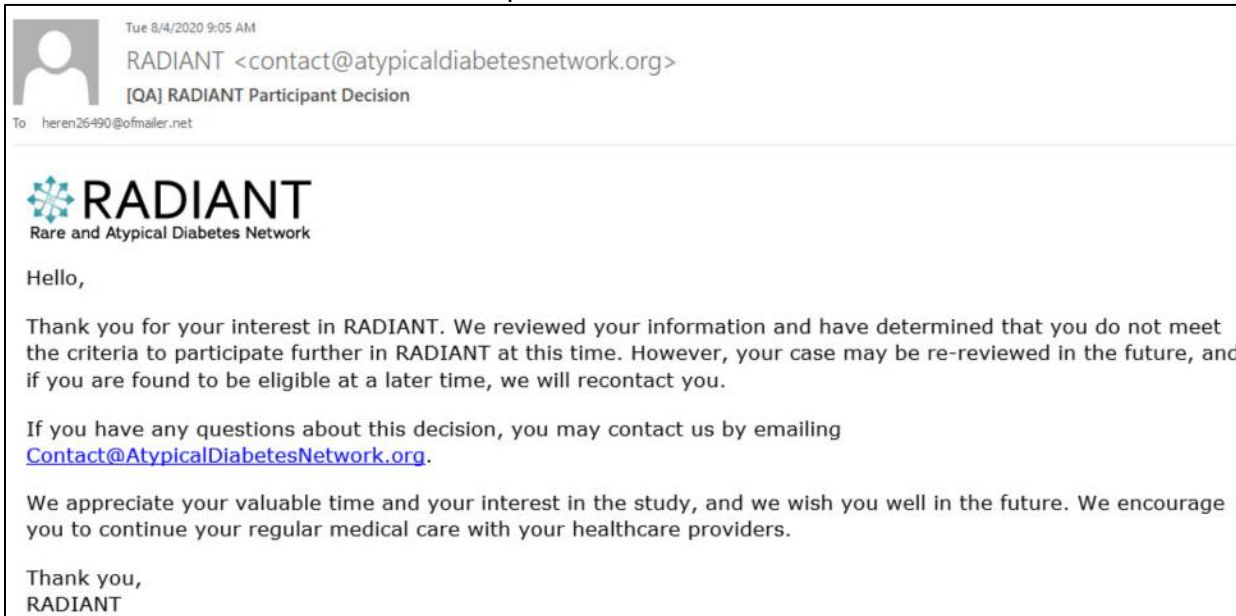 Tue 8/4/2020 9:05 AM
RADIANT <contact@atypicaldiabetesnetwork.org>
[QA] RADIANT Participant Decision
To heren26490@ofmailer.net
RADIANT
Rare and Atypical Diabetes Network
Hello,
Thank you for your interest in RADIANT. We reviewed your information and have determined that you do not meet
the criteria to participate further in RADIANT at this time. However, your case may be re-reviewed in the future, and
if you are found to be eligible at a later time, we will recontact you.
If you have any questions about this decision, you may contact us by emailing
Contact@AtypicalDiabetesNetwork.org.
We appreciate your valuable time and your interest in the study, and we wish you well in the future. We encourage
you to continue your regular medical care with your healthcare providers.
Thank you,
RADIANT